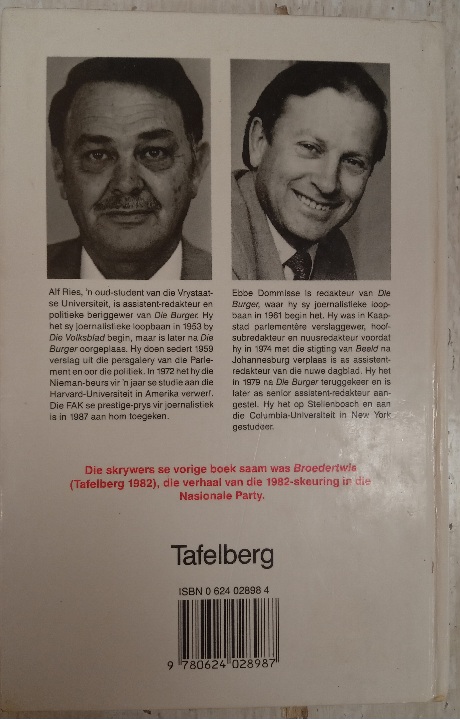 Alf Ries, 'n oud-student van die Vrystaat-
se Universiteit, is assistent-redakteur en
politieke beriggewer van Die Burger. Hy
het sy joernalistieke loopbaan in 1953 by
Die Volksblad begin, maar is later na Die
Burger oorgeplaas. Hy doen sedert 1959
verslag uit die persgalery van die Parle-
ment en oor die politiek. In 1972 het hy die
Nieman-beurs vir 'n jaar se studie aan die
Harvard-Universiteit in Amerika verwerf.
Die FAK se prestige-prys vir joernalistiek
is in 1987 aan hom toegeken.
Ebbe Dommisse is redakteur van Die
Burger, waar hy sy joernalistieke loop-
baan in 1961 begin het. Hy was in Kaap-
stad parlementêre verslaggewer, hoof-
subredakteur en nuusredakteur voordat
hy in 1974 met die stigting van Beeld na
Johannesburg verplaas is as assistent-
redakteur van die nuwe dagblad. Hy het
in 1979 na Die Burger teruggekeer en is
later as senior assistent-redakteur aan-
gestel. Hy het op Stellenbosch en aan
die Columbia-Universiteit in New York
gestudeer.
Die skrywers se vorige boek saam was Broedertwis
(Tafelberg 1982), die verhaal van die 1982-skeuring in die
Nasionale Party.
Tafelberg
ISBN 0 624 02898 4
9 780624 028987